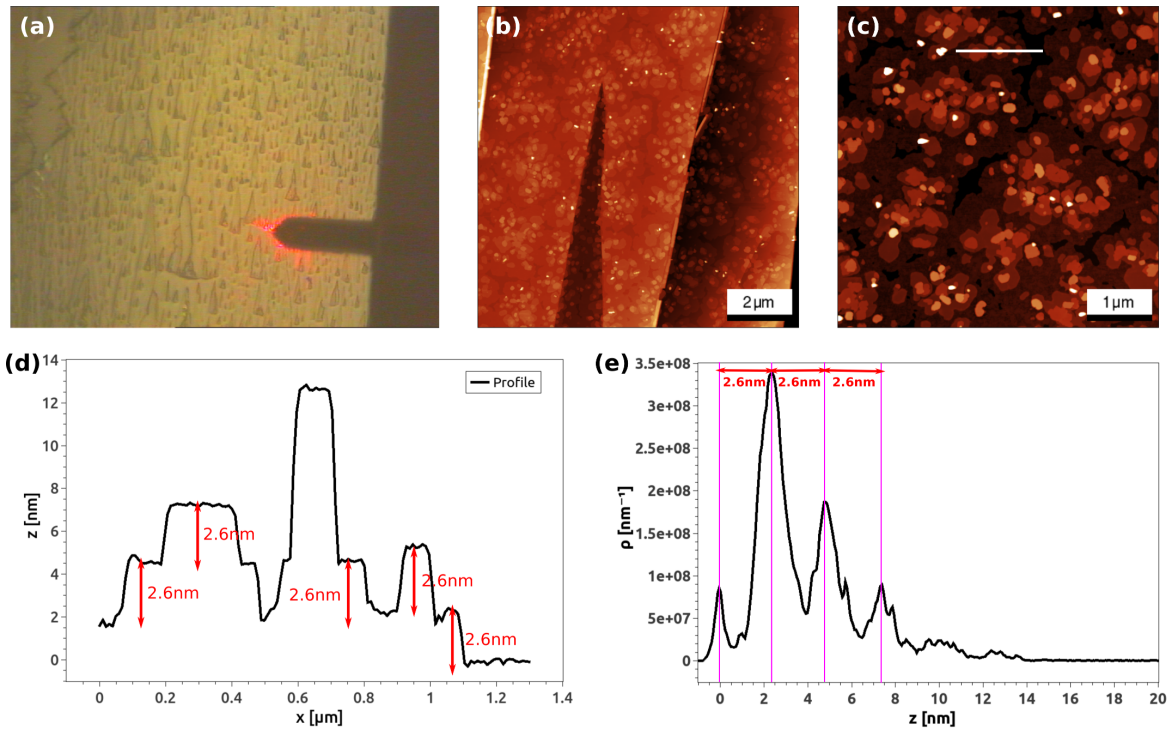 (a)
(b)
2µm
(c)
1µm
(d)
14
12
10
8
6
4
2
0
z [nm]
Profile
2.6nm
2.6nm
2.6nm
2.6nm
2.6nm
0 0.2 0.4 0.6 0.8 1 1.2 1.4
x [µm]
(e)
3.5e+08
3e+08
2.5e+08
2e+08
1.5e+08
1e+08
5e+07
0
ρ [nm⁻¹]
2.6nm 2.6nm 2.6nm
0 2 4 6 8 10 12 14 16 18 20
z [nm]